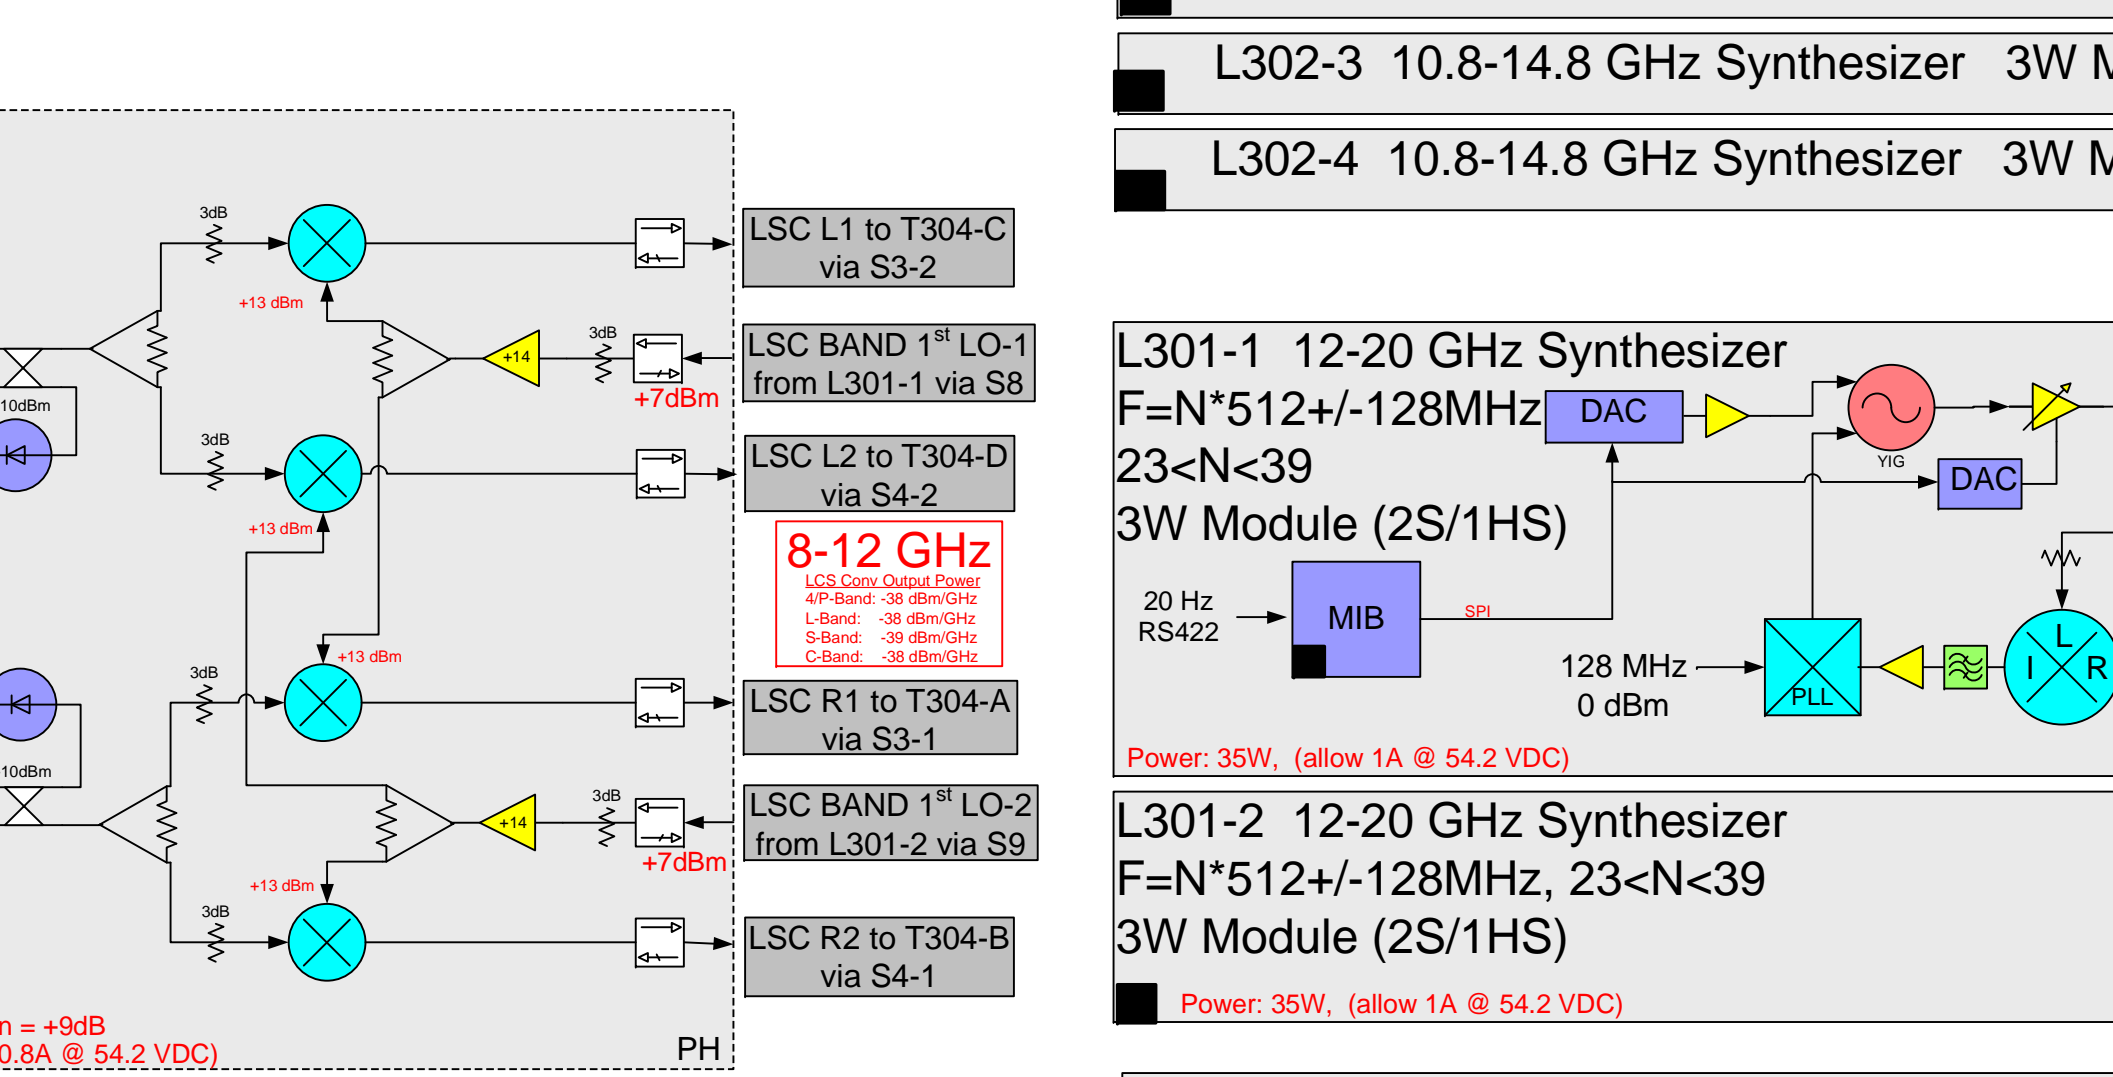 L302-3  10.8-14.8 GHz Synthesizer   3W
L302-4  10.8-14.8 GHz Synthesizer   3W
3dB
+13 dBm
LSC L1 to T304-C
via S3-2
3dB
+14
+7dBm
LSC BAND 1st LO-1
from L301-1 via S8
10dBm
3dB
+13 dBm
LSC L2 to T304-D
via S4-2
8-12 GHz
LCS Conv Output Power
4/P-Band: -38 dBm/GHz
L-Band: -38 dBm/GHz
S-Band: -39 dBm/GHz
C-Band: -38 dBm/GHz
+13 dBm
3dB
LSC R1 to T304-A
via S3-1
10dBm
3dB
+14
+7dBm
LSC BAND 1st LO-2
from L301-2 via S9
+13 dBm
3dB
LSC R2 to T304-B
via S4-1
n = +9dB
0.8A @ 54.2 VDC)
PH
L301-1  12-20 GHz Synthesizer
F=N*512+/-128MHz
23<N<39
3W Module (2S/1HS)
DAC
YIG
DAC
20 Hz
RS422
MIB
SPI
128 MHz
0 dBm
PLL
L
I
R
Power: 35W,  (allow 1A @ 54.2 VDC)
L301-2  12-20 GHz Synthesizer
F=N*512+/-128MHz, 23<N<39
3W Module (2S/1HS)
Power: 35W,  (allow 1A @ 54.2 VDC)